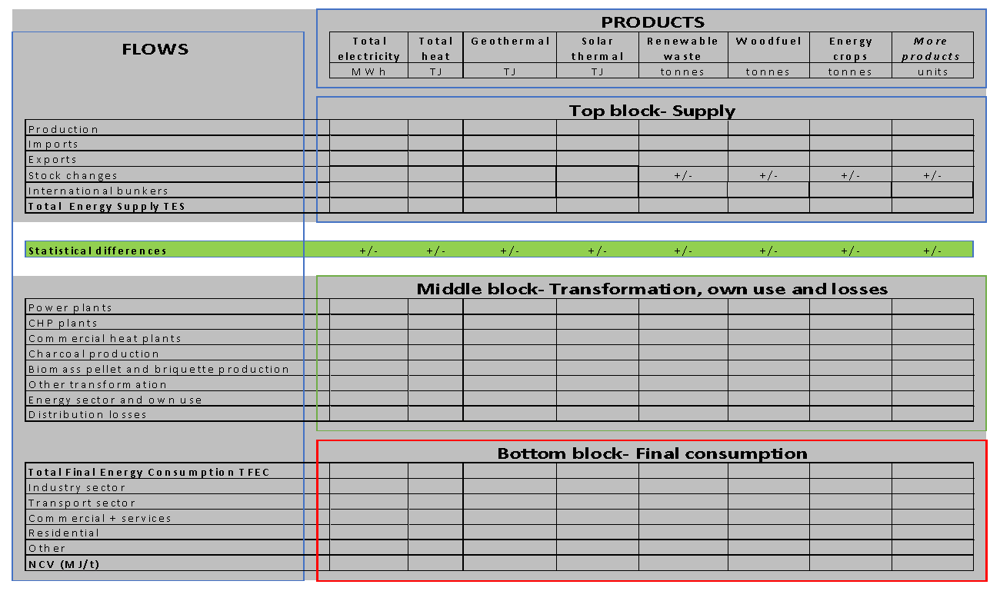 PRODUCTS
FLOWS
Total electricity Total heat Geothermal Solar thermal Renewable waste Woodfuel Energy crops More products
MWh TJ TJ TJ tonnes tonnes tonnes units
Top block- Supply
Production
Imports
Exports
Stock changes +/- +/- +/- +/-
International bunkers
Total Energy Supply TES
Statistical differences +/- +/- +/- +/- +/- +/- +/- +/-
Middle block- Transformation, own use and losses
Power plants
CHP plants
Commercial heat plants
Charcoal production
Biomass pellet and briquette production
Other transformation
Energy sector and own use
Distribution losses
Bottom block- Final consumption
Total Final Energy Consumption TFEC
Industry sector
Transport sector
Commercial + services
Residential
Other
NCV (MJ/t)